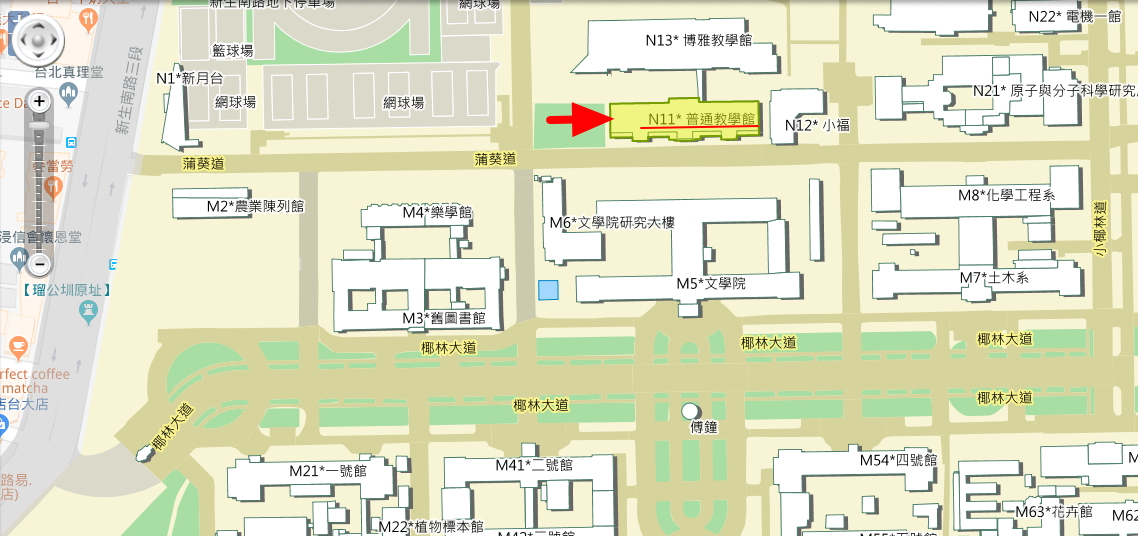 新生南路地下停車場
網球場
N22* 電機一館
籃球場
N13* 博雅教學館
台北真理堂
N1*新月台
新生南路三段
網球場
網球場
N21* 原子與分子科學研究
N11* 普通教學館
N12* 小福
蒲葵道
蒲葵道
M2*農業陳列館
M4*樂學館
M6*文學院研究大樓
M8*化學工程系
小椰林道
浸信會懷恩堂
M5*文學院
M7*土木系
【瑠公圳原址】
M3*舊圖書館
椰林大道
椰林大道
椰林大道
rfect coffee
matcha
店台大店
椰林大道
椰林大道
椰林大道
傅鐘
M21*一號館
M41*二號館
M54*四號館
路易.
店)
M22*植物標本館
M63*花卉館
M62